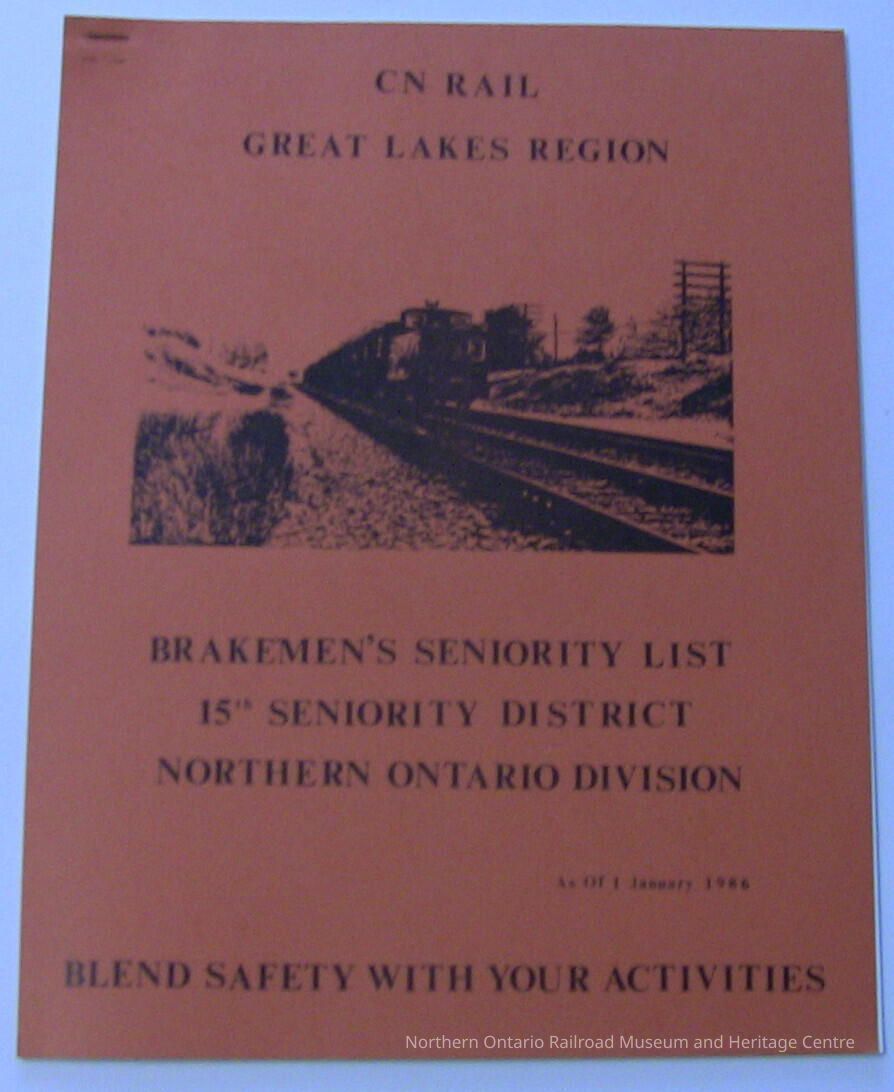 CN RAIL
GREAT LAKES REGION
BRAKEMEN'S SENIORITY LIST
15th SENIORITY DISTRICT
NORTHERN ONTARIO DIVISION
As Of 1 January 1986
BLEND SAFETY WITH YOUR ACTIVITIES
Northern Ontario Railroad Museum and Heritage Centre